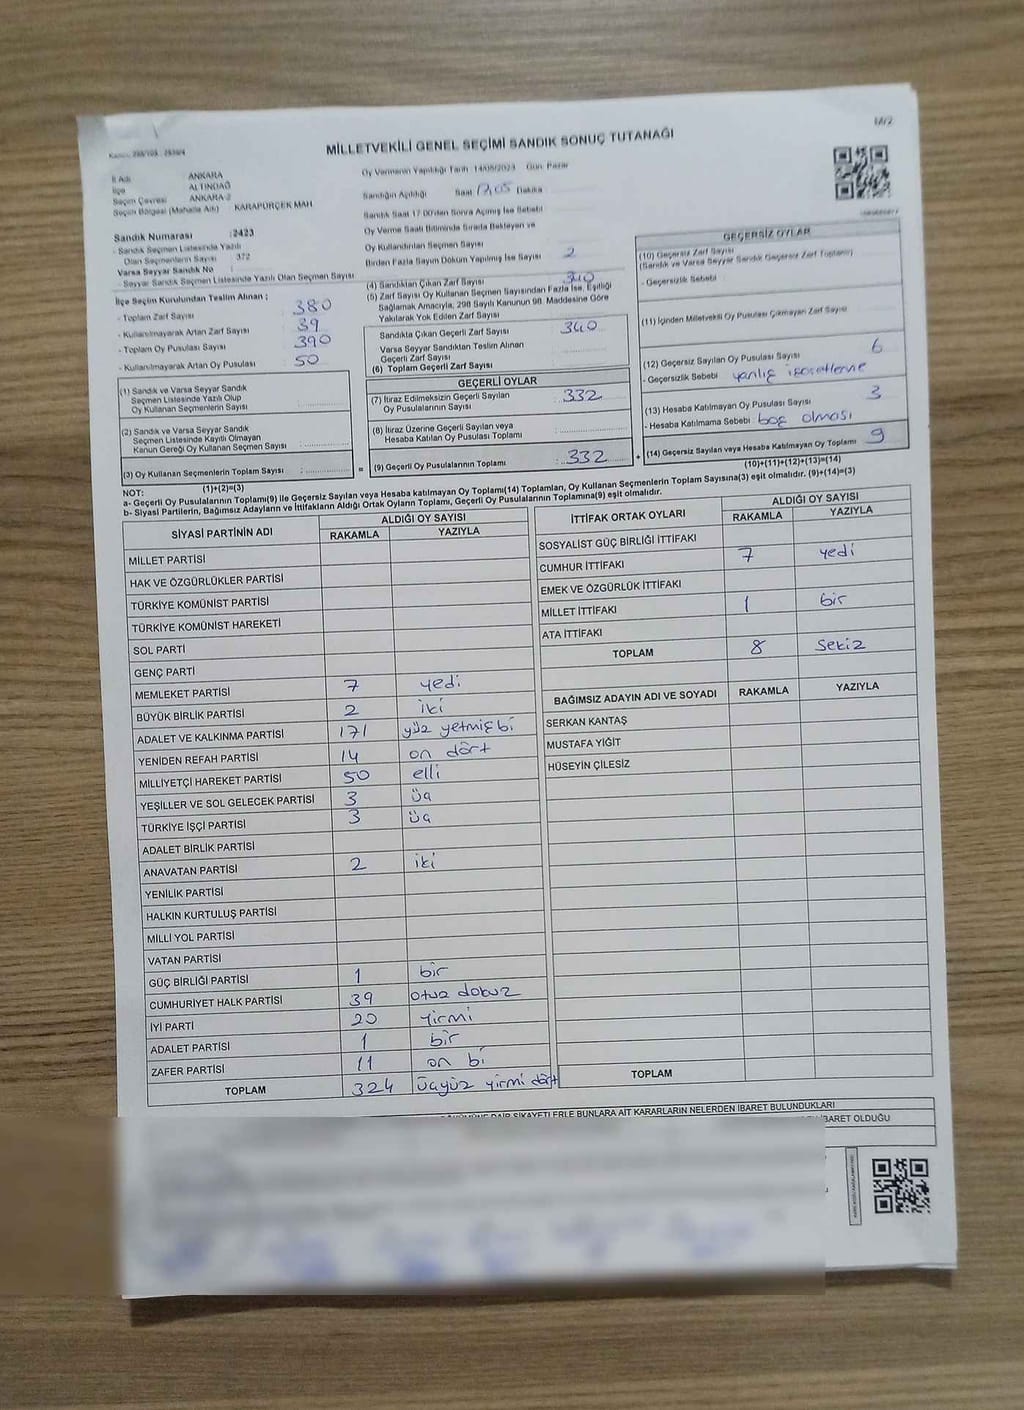 M/2
MİLLETVEKİLİ GENEL SEÇİMİ SANDIK SONUÇ TUTANAĞI
İl Adı ANKARA
İlçe ALTINDAĞ
Seçim Çevresi ANKARA-2
Seçim Bölgesi (Mahalle Adı) KARAPÜRÇEK MAH
Sandık Numarası :2423
- Sandık Seçmen Listesinde Yazılı
Olan Seçmenlerin Sayısı 372
Varsa Seyyar Sandık No :
- Seyyar Sandık Seçmen Listesinde Yazılı Olan Seçmen Sayısı
İlçe Seçim Kurulundan Teslim Alınan ;
- Toplam Zarf Sayısı : 380
- Kullanılmayarak Artan Zarf Sayısı : 39
- Toplam Oy Pusulası Sayısı : 390
- Kullanılmayarak Artan Oy Pusulası : 50
(1) Sandık ve Varsa Seyyar Sandık
Seçmen Listesinde Yazılı Olup
Oy Kullanan Seçmenlerin Sayısı :
(2) Sandık ve Varsa Seyyar Sandık
Seçmen Listesinde Kayıtlı Olmayan
Kanun Gereği Oy Kullanan Seçmen Sayısı :
(3) Oy Kullanan Seçmenlerin Toplam Sayısı :
(1)+(2)=(3)
Oy Vermenin Yapıldığı Tarih 14/05/2023 Gün: Pazar
Sandığın Açıldığı Saat 17,05 Dakika
Sandık Saat 17.00'den Sonra Açılmış İse Sebebi
Oy Verme Saati Bitiminde Sırada Bekleyen ve
Oy Kullandırılan Seçmen Sayısı
Birden Fazla Sayım Döküm Yapılmış İse Sayısı 2
(4) Sandıktan Çıkan Zarf Sayısı 340
(5) Zarf Sayısı Oy Kullanan Seçmen Sayısından Fazla İse, Eşitliği
Sağlamak Amacıyla, 298 Sayılı Kanunun 98. Maddesine Göre
Yakılarak Yok Edilen Zarf Sayısı
Sandıkta Çıkan Geçerli Zarf Sayısı 340
Varsa Seyyar Sandıktan Teslim Alınan
Geçerli Zarf Sayısı
(6) Toplam Geçerli Zarf Sayısı
GEÇERLİ OYLAR
(7) İtiraz Edilmeksizin Geçerli Sayılan
Oy Pusulalarının Sayısı : 332
(8) İtiraz Üzerine Geçerli Sayılan veya
Hesaba Katılan Oy Pusulası Toplamı :
= (9) Geçerli Oy Pusulalarının Toplamı : 332
GEÇERSİZ OYLAR
(10) Geçersiz Zarf Sayısı
(Sandık ve Varsa Seyyar Sandık Geçersiz Zarf Toplamı)
- Geçersizlik Sebebi :
(11) İçinden Milletvekili Oy Pusulası Çıkmayan Zarf Sayısı
(12) Geçersiz Sayılan Oy Pusulası Sayısı 6
- Geçersizlik Sebebi yanlış işaretleme
(13) Hesaba Katılmayan Oy Pusulası Sayısı 3
- Hesaba Katılmama Sebebi : boş olması
+ (14) Geçersiz Sayılan veya Hesaba Katılmayan Oy Toplamı 9
(10)+(11)+(12)+(13)=(14)
NOT:
a- Geçerli Oy Pusulalarının Toplamı(9) ile Geçersiz Sayılan veya Hesaba katılmayan Oy Toplamı(14) Toplamları, Oy Kullanan Seçmenlerin Toplam Sayısına(3) eşit olmalıdır. (9)+(14)=(3)
b- Siyasi Partilerin, Bağımsız Adayların ve İttifakların Aldığı Ortak Oyların Toplamı, Geçerli Oy Pusulalarının Toplamına(9) eşit olmalıdır.
SİYASİ PARTİNİN ADI ALDIĞI OY SAYISI
RAKAMLA YAZIYLA
MİLLET PARTİSİ
HAK VE ÖZGÜRLÜKLER PARTİSİ
TÜRKİYE KOMÜNİST PARTİSİ
TÜRKİYE KOMÜNİST HAREKETİ
SOL PARTİ
GENÇ PARTİ
MEMLEKET PARTİSİ 7 yedi
BÜYÜK BİRLİK PARTİSİ 2 iki
ADALET VE KALKINMA PARTİSİ 171 yüz yetmiş bi
YENİDEN REFAH PARTİSİ 14 on dört
MİLLİYETÇİ HAREKET PARTİSİ 50 elli
YEŞİLLER VE SOL GELECEK PARTİSİ 3 üç
TÜRKİYE İŞÇİ PARTİSİ 3 üç
ADALET BİRLİK PARTİSİ
ANAVATAN PARTİSİ 2 iki
YENİLİK PARTİSİ
HALKIN KURTULUŞ PARTİSİ
MİLLİ YOL PARTİSİ
VATAN PARTİSİ
GÜÇ BİRLİĞİ PARTİSİ 1 bir
CUMHURİYET HALK PARTİSİ 39 otuz dokuz
İYİ PARTİ 20 yirmi
ADALET PARTİSİ 1 bir
ZAFER PARTİSİ 11 on bi
TOPLAM 324 üçyüz yirmi dört
İTTİFAK ORTAK OYLARI ALDIĞI OY SAYISI
RAKAMLA YAZIYLA
SOSYALİST GÜÇ BİRLİĞİ İTTİFAKI
CUMHUR İTTİFAKI 7 yedi
EMEK VE ÖZGÜRLÜK İTTİFAKI
MİLLET İTTİFAKI 1 bir
ATA İTTİFAKI
TOPLAM 8 sekiz
BAĞIMSIZ ADAYIN ADI VE SOYADI RAKAMLA YAZIYLA
SERKAN KANTAŞ
MUSTAFA YİĞİT
HÜSEYİN ÇİLESİZ
TOPLAM
DAİR ŞİKAYETLERLE BUNLARA AİT KARARLARIN NELERDEN İBARET BULUNDUKLARI
İBARET OLDUĞU